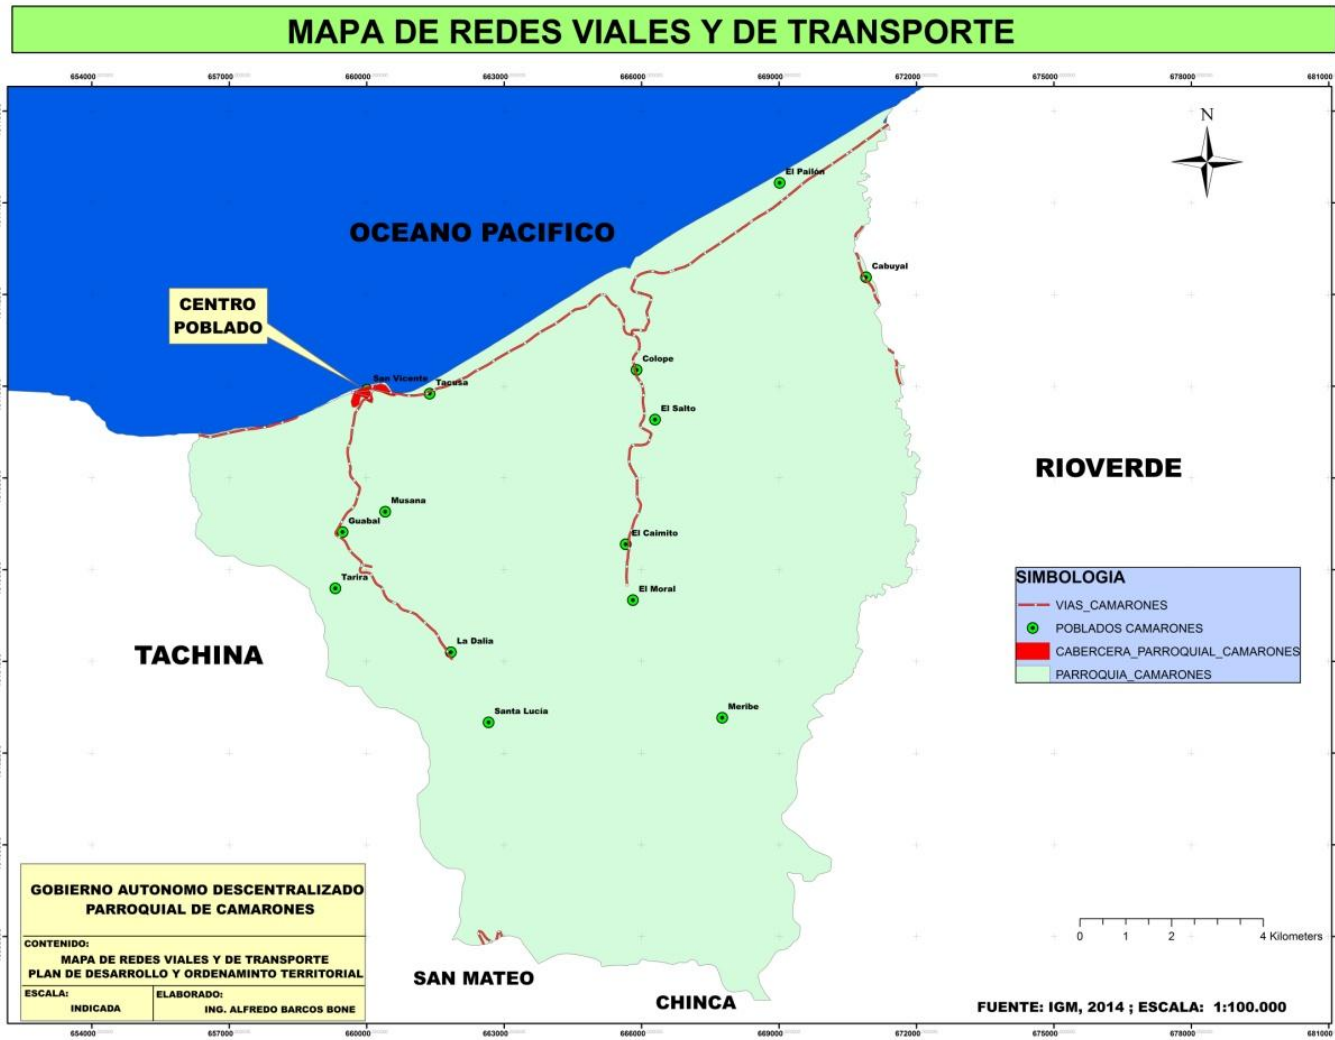 MAPA DE REDES VIALES Y DE TRANSPORTE
654000 657000 660000 663000 666000 669000 672000 675000 678000 681000
N
El Pailón
OCEANO PACIFICO
Cabuyal
CENTRO
POBLADO
Colope
San Vicente
Tacusa
El Salto
RIOVERDE
Musana
Guabal
El Caimito
Tarira
El Moral
SIMBOLOGIA
VIAS_CAMARONES
POBLADOS CAMARONES
CABERCERA_PARROQUIAL_CAMARONES
PARROQUIA_CAMARONES
TACHINA
La Dalia
Santa Lucía
Meribe
GOBIERNO AUTONOMO DESCENTRALIZADO
PARROQUIAL DE CAMARONES
CONTENIDO:
MAPA DE REDES VIALES Y DE TRANSPORTE
PLAN DE DESARROLLO Y ORDENAMINTO TERRITORIAL
ESCALA:
INDICADA
ELABORADO:
ING. ALFREDO BARCOS BONE
0 1 2 4 Kilometers
SAN MATEO
CHINCA
FUENTE: IGM, 2014 ; ESCALA: 1:100.000
654000 657000 660000 663000 666000 669000 672000 675000 678000 681000